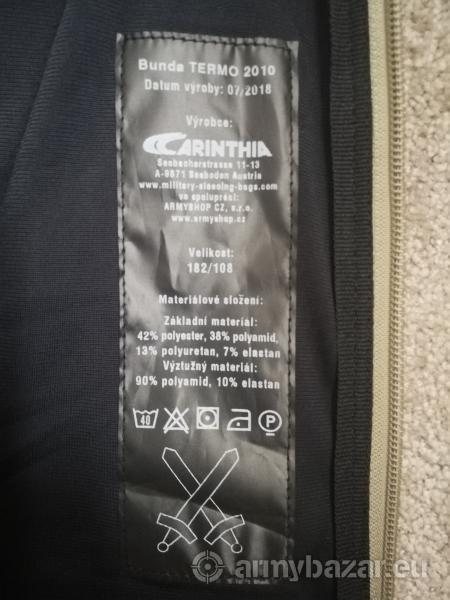 Bunda TERMO 2010
Datum výroby: 07/2018
Výrobce:
CARINTHIA
Seebacherstrasse 11-13
A-9871 Seeboden Austria
www.military-sleeping-bags.com
ve spolupráci:
ARMYSHOP CZ, s.r.o.
www.armyshop.cz
Velikost:
182/108
Materiálové složení:
Základní materiál:
42% polyester, 38% polyamid,
13% polyuretan, 7% elastan
Výztužný materiál:
90% polyamid, 10% elastan
40 P
armybazar.eu